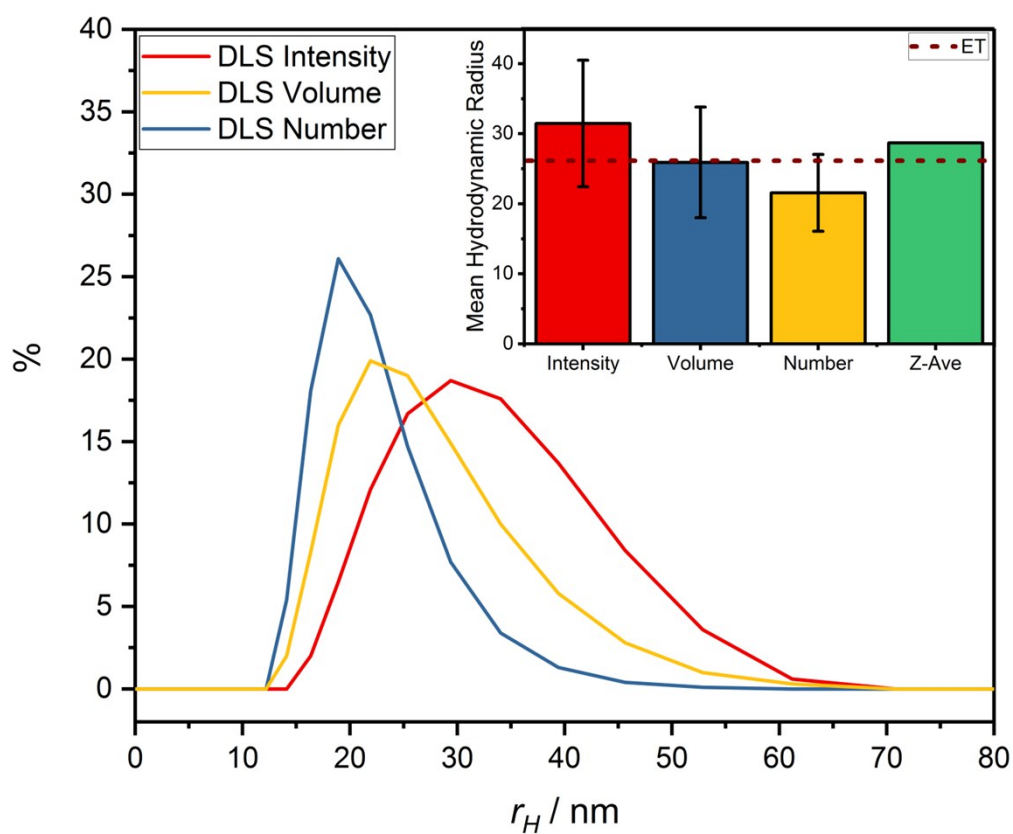 40
35
30
25
20
15
10
5
0
%
DLS Intensity
DLS Volume
DLS Number
ET
Mean Hydrodynamic Radius
40
30
20
10
0
Intensity Volume Number Z-Ave
0 10 20 30 40 50 60 70 80
r_H / nm